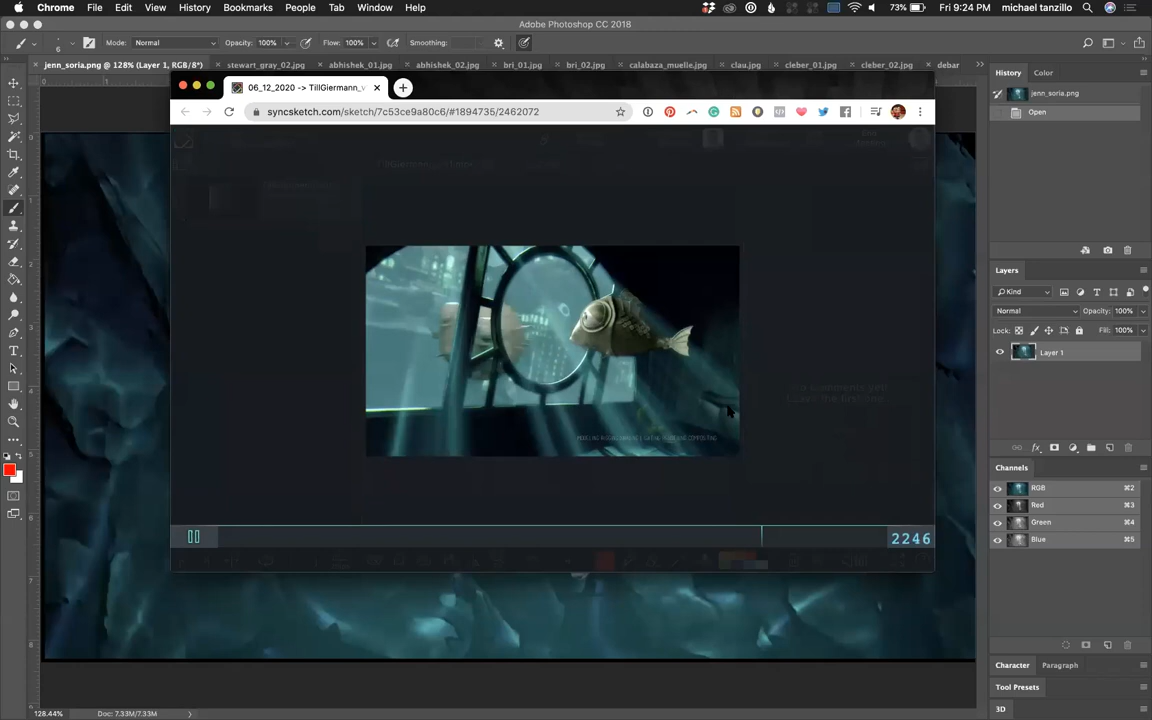 Chrome File Edit View History Bookmarks People Tab Window Help
73% Fri 9:24 PM michael tanzillo
Adobe Photoshop CC 2018
6 Mode: Normal Opacity: 100% Flow: 100% Smoothing:
jenn_soria.png @ 128% (Layer 1, RGB/8*) stewart_gray_02.jpg abhishek_01.jpg abhishek_02.jpg bri_01.jpg bri_02.jpg calabaza_muelle.jpg clau.jpg cleber_01.jpg cleber_02.jpg debar
06_12_2020 -> TillGiermann_v
syncsketch.com/sketch/7c53ce9a80c6/#1894735/2462072
No comments yet
2246
History Color
jenn_soria.png
Open
Layers
Kind
Normal Opacity: 100%
Lock: Fill: 100%
Layer 1
Channels
RGB ⌘2
Red ⌘3
Green ⌘4
Blue ⌘5
Character Paragraph
Tool Presets
3D
128.44% Doc: 7.33M/7.33M